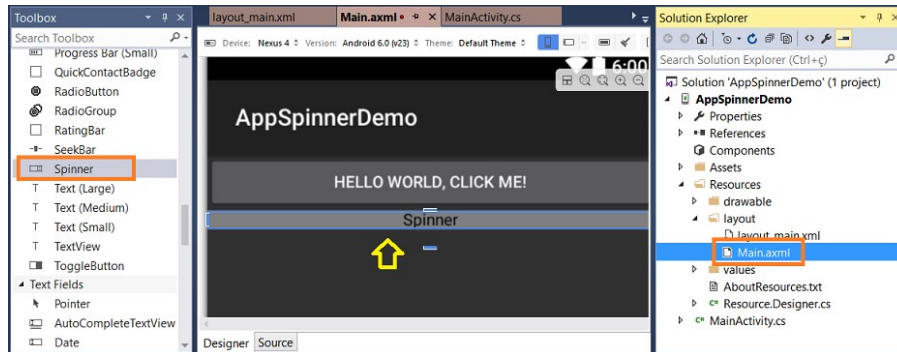 Toolbox
Search Toolbox
Progress Bar (Small)
QuickContactBadge
RadioButton
RadioGroup
RatingBar
SeekBar
Spinner
Text (Large)
Text (Medium)
Text (Small)
TextView
ToggleButton
Text Fields
Pointer
AutoCompleteTextView
Date
layout_main.xml Main.axml MainActivity.cs
Device: Nexus 4 Version: Android 6.0 (v23) Theme: Default Theme
6:00
AppSpinnerDemo
HELLO WORLD, CLICK ME!
Spinner
Designer Source
Solution Explorer
Search Solution Explorer (Ctrl+ç)
Solution 'AppSpinnerDemo' (1 project)
AppSpinnerDemo
Properties
References
Components
Assets
Resources
drawable
layout
layout_main.xml
Main.axml
values
AboutResources.txt
Resource.Designer.cs
MainActivity.cs